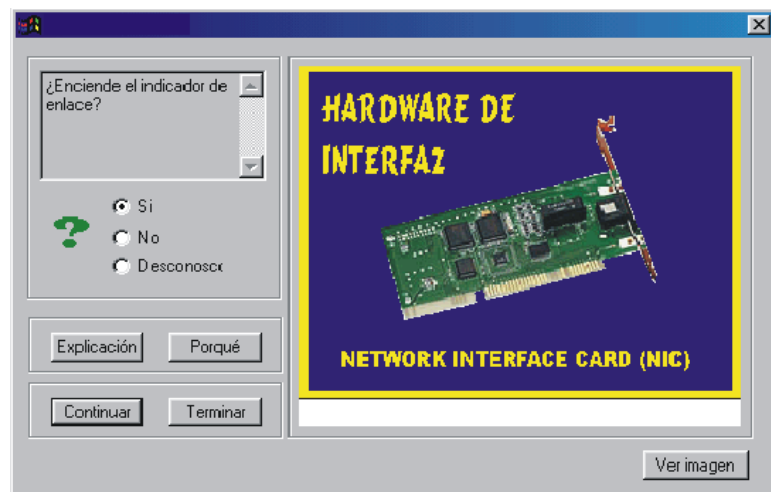 ¿Enciende el indicador de
enlace?
Si
No
Desconosc
Explicación
Porqué
Continuar
Terminar
HARDWARE DE
INTERFAZ
NETWORK INTERFACE CARD (NIC)
Ver imagen